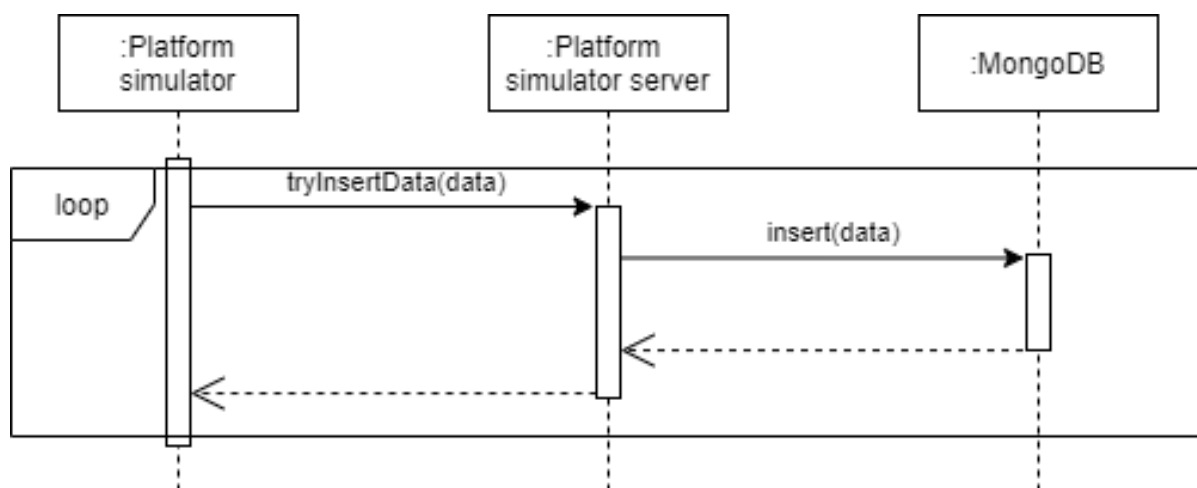 :Platform
simulator
:Platform
simulator server
:MongoDB
loop
tryInsertData(data)
insert(data)